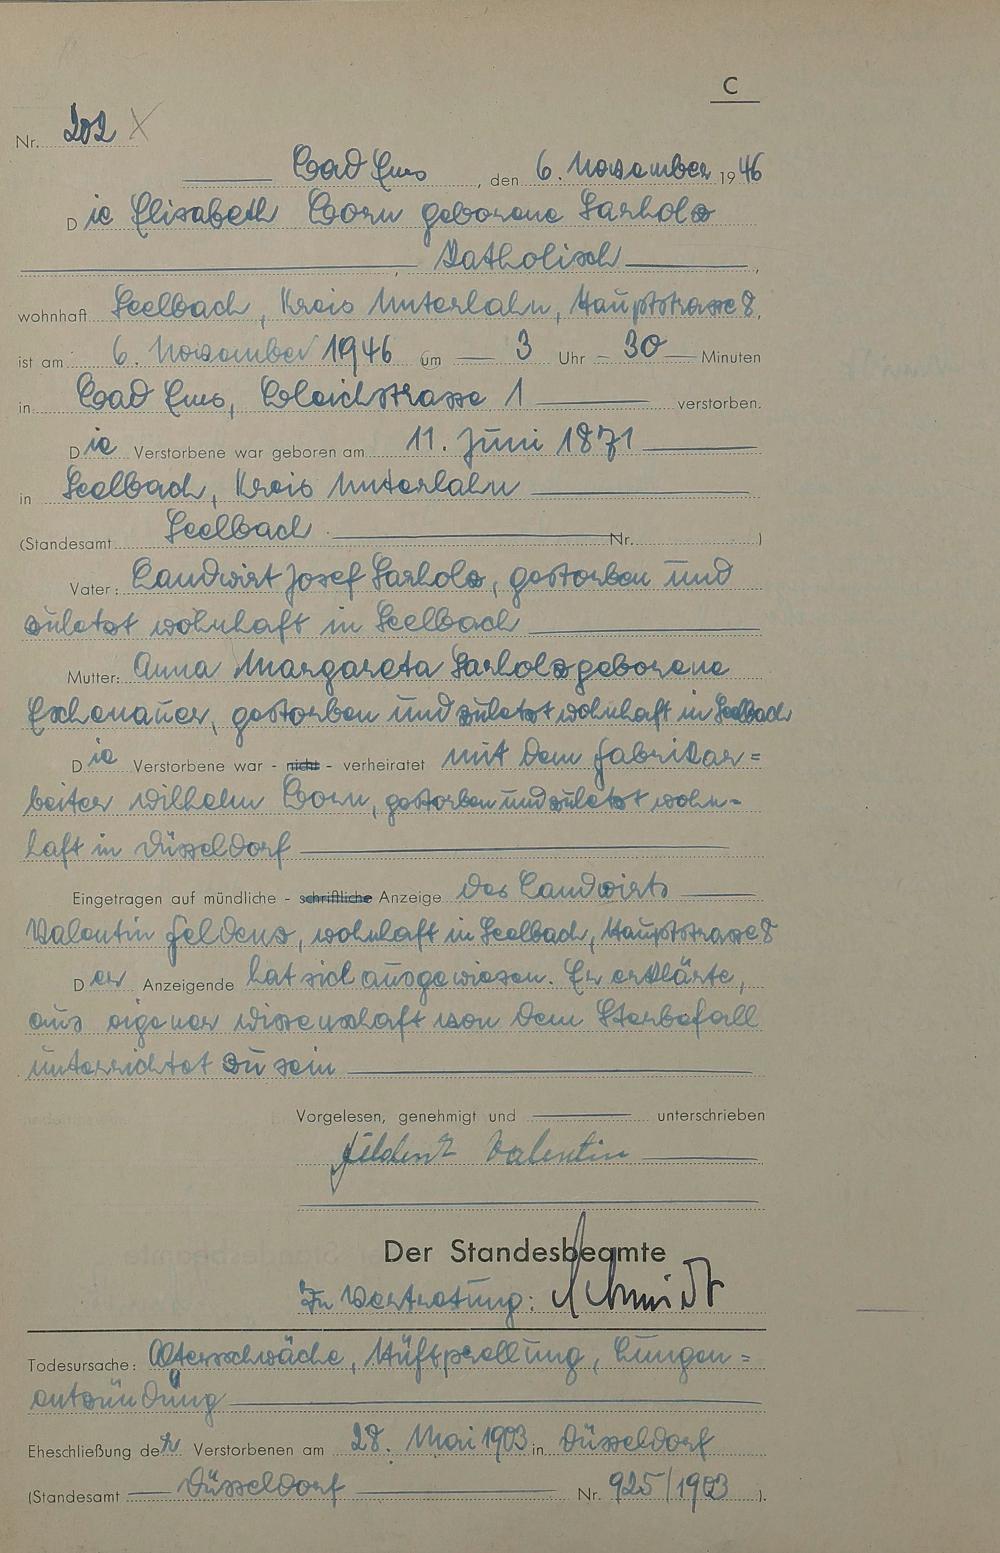 C
Nr. 202
Bad Ems, den 6. November 1946
Die Elisabeth Born geborene Sarholz
Katholisch,
wohnhaft Seelbach, Kreis Unterlahn, Hauptstrasse 8,
ist am 6. November 1946 um 3 Uhr 30 Minuten
in Bad Ems, Bleichstrasse 1 verstorben.
Die Verstorbene war geboren am 11. Juni 1871
in Seelbach, Kreis Unterlahn
(Standesamt Seelbach Nr. )
Vater: Landwirt Josef Sarholz, gestorben und
zuletzt wohnhaft in Seelbach
Mutter: Anna Margareta Sarholz geborene
Eschenauer, gestorben und zuletzt wohnhaft in Seelbach
Die Verstorbene war - nicht - verheiratet mit dem Fabrikar=
beiter Wilhelm Born, gestorben und zuletzt wohn-
haft in Düsseldorf
Eingetragen auf mündliche - schriftliche Anzeige des Landwirts
Valentin Feldens, wohnhaft in Seelbach, Hauptstrasse 8
Der Anzeigende hat sich ausgewiesen. Er erklärte,
aus eigener Wissenschaft von dem Sterbefall
unterrichtet zu sein
Vorgelesen, genehmigt und unterschrieben
Valentin
Der Standesbeamte
In Vertretung: Schmidt
Todesursache: Altersschwäche, Hüftprellung, Lungen=
entzündung
Eheschließung der Verstorbenen am 28. Mai 1903 in Düsseldorf
(Standesamt Düsseldorf Nr. 925/1903 ).